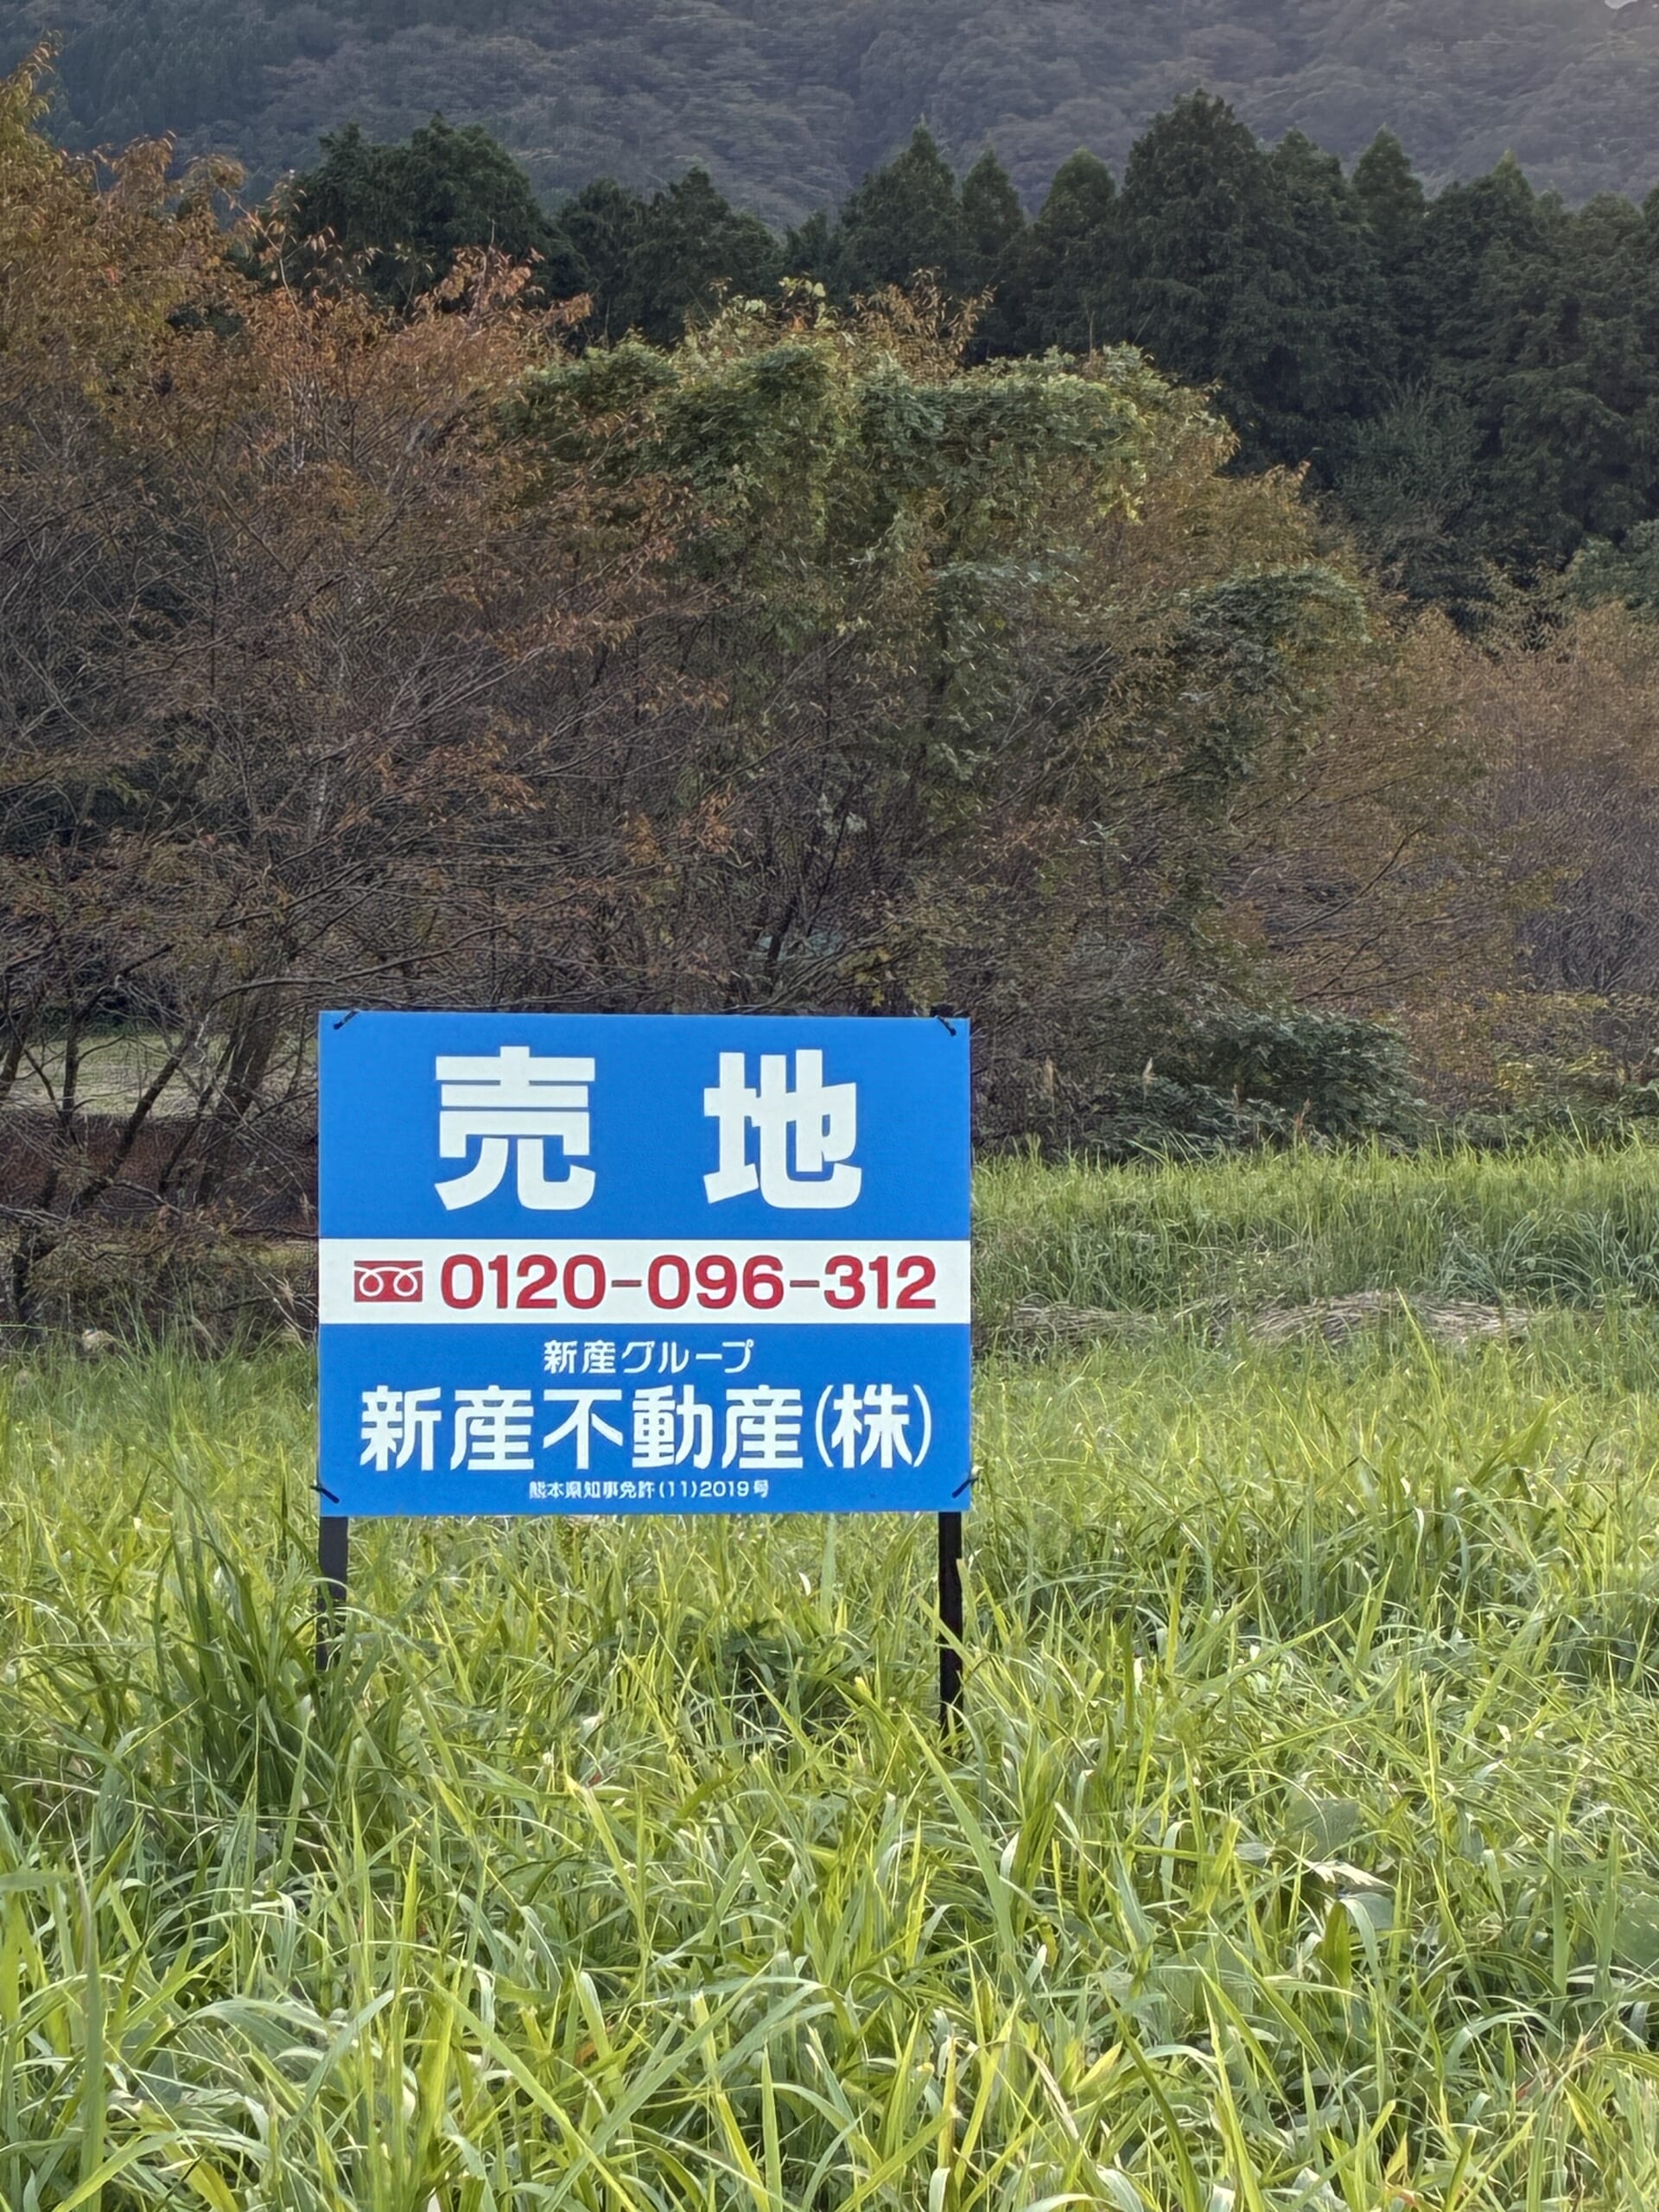 売地
0120-096-312
新産グループ
新産不動産(株)
熊本県知事免許(11)2019号